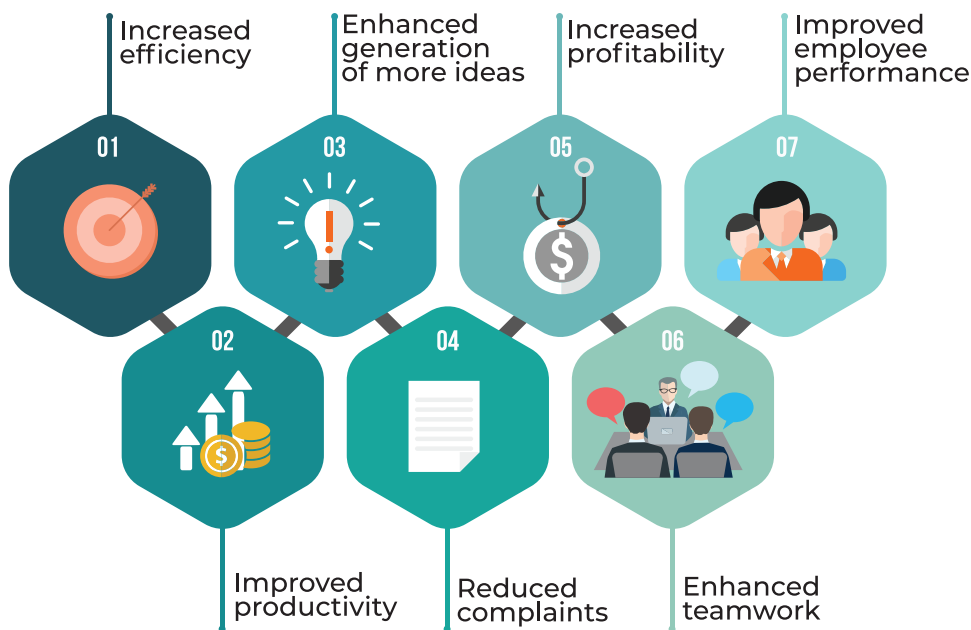 01
Increased
efficiency
02
Improved
productivity
03
Enhanced
generation
of more ideas
04
Reduced
complaints
05
Increased
profitability
$
06
Enhanced
teamwork
07
Improved
employee
performance
$